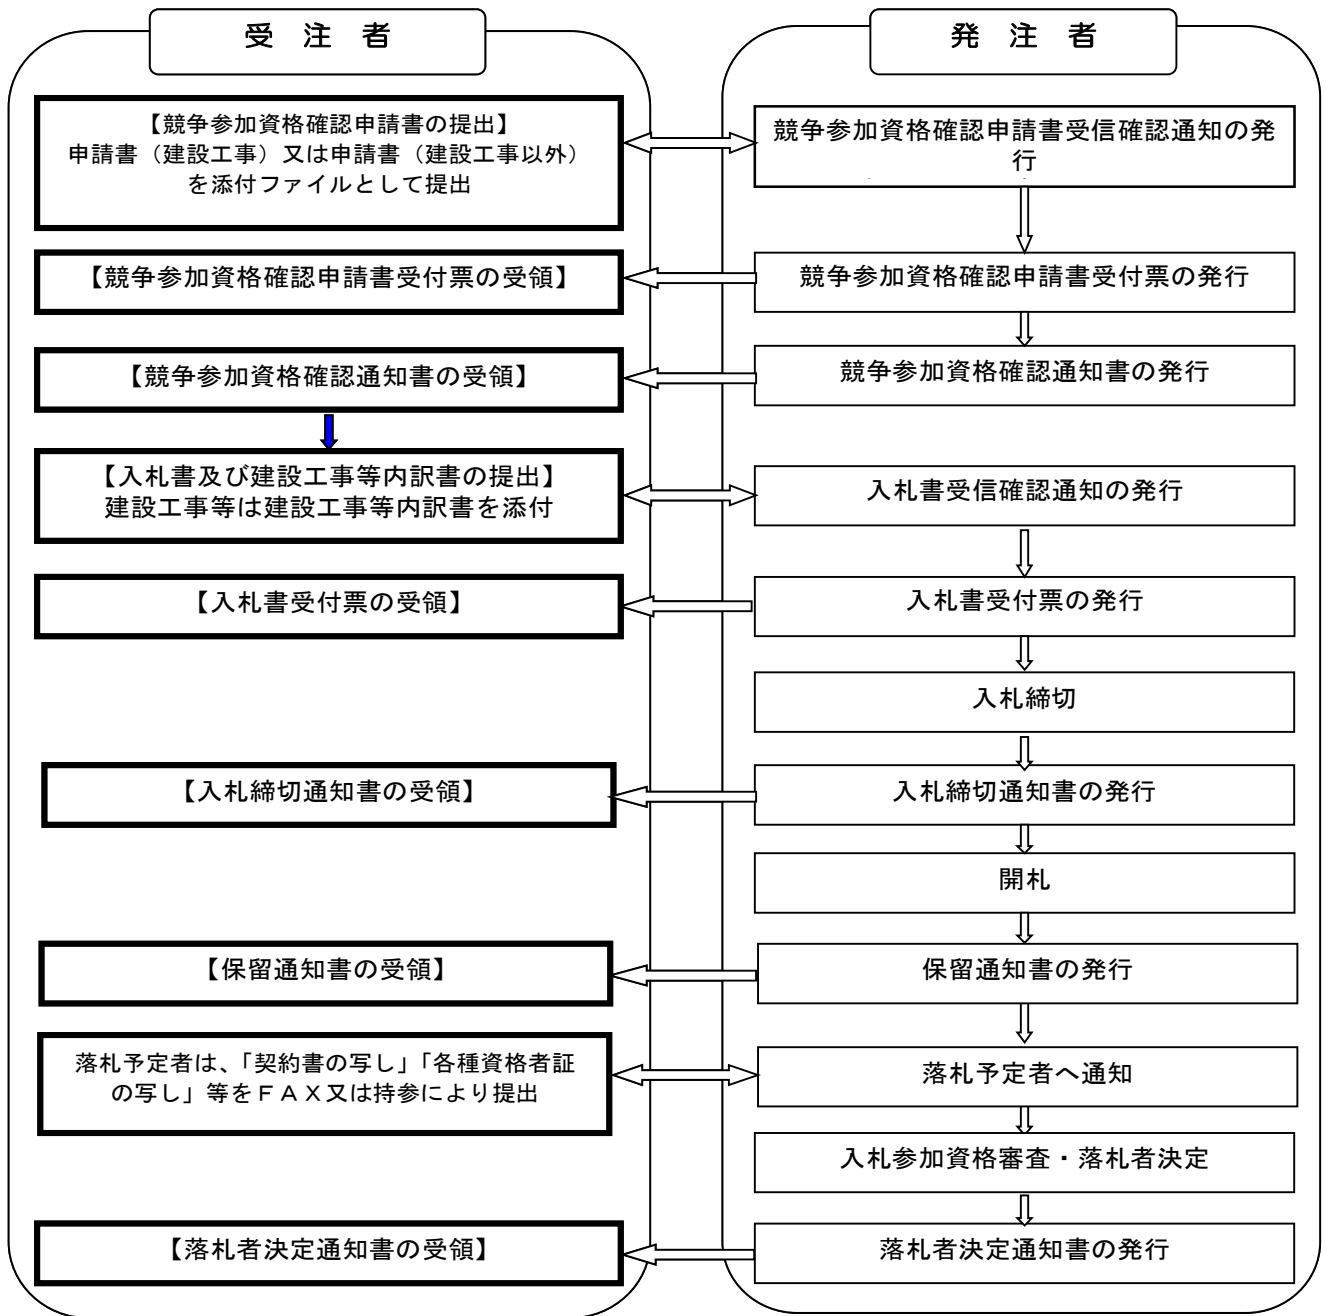 受 注 者
発 注 者
【競争参加資格確認申請書の提出】
申請書（建設工事）又は申請書（建設工事以外）
を添付ファイルとして提出
競争参加資格確認申請書受信確認通知の発
行
【競争参加資格確認申請書受付票の受領】
競争参加資格確認申請書受付票の発行
【競争参加資格確認通知書の受領】
競争参加資格確認通知書の発行
【入札書及び建設工事等内訳書の提出】
建設工事等は建設工事等内訳書を添付
入札書受信確認通知の発行
【入札書受付票の受領】
入札書受付票の発行
入札締切
【入札締切通知書の受領】
入札締切通知書の発行
開札
【保留通知書の受領】
保留通知書の発行
落札予定者は、「契約書の写し」「各種資格者証
の写し」等をＦＡＸ又は持参により提出
落札予定者へ通知
入札参加資格審査・落札者決定
【落札者決定通知書の受領】
落札者決定通知書の発行